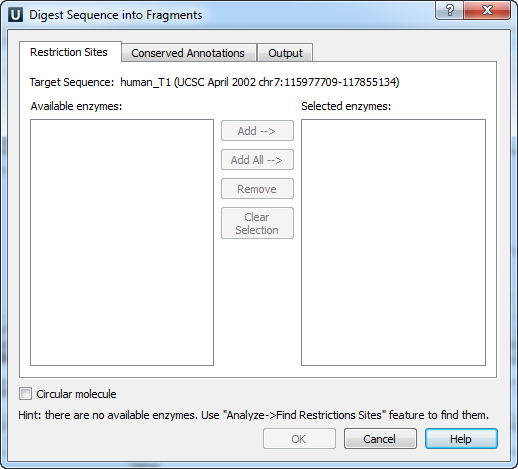 U Digest Sequence into Fragments
Restriction Sites Conserved Annotations Output
Target Sequence: human_T1 (UCSC April 2002 chr7:115977709-117855134)
Available enzymes: Selected enzymes:
Add -->
Add All -->
Remove
Clear
Selection
Circular molecule
Hint: there are no available enzymes. Use "Analyze->Find Restrictions Sites" feature to find them.
OK Cancel Help